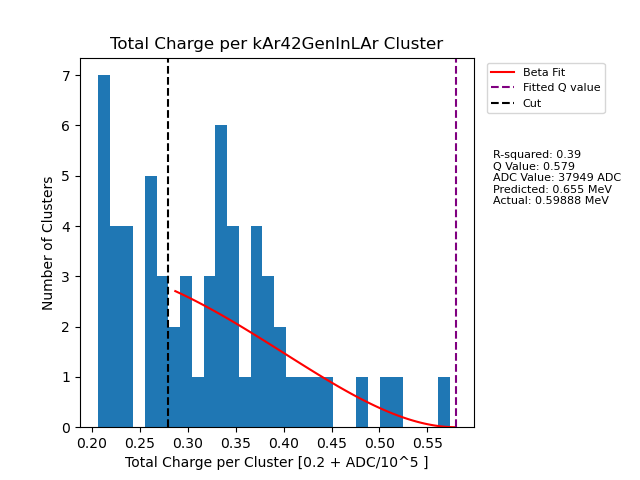 Total Charge per kAr42GenInLAr Cluster
Number of Clusters
7
6
5
4
3
2
1
0
0.20 0.25 0.30 0.35 0.40 0.45 0.50 0.55
Total Charge per Cluster [0.2 + ADC/10^5 ]
Beta Fit
Fitted Q value
Cut
R-squared: 0.39
Q Value: 0.579
ADC Value: 37949 ADC
Predicted: 0.655 MeV
Actual: 0.59888 MeV